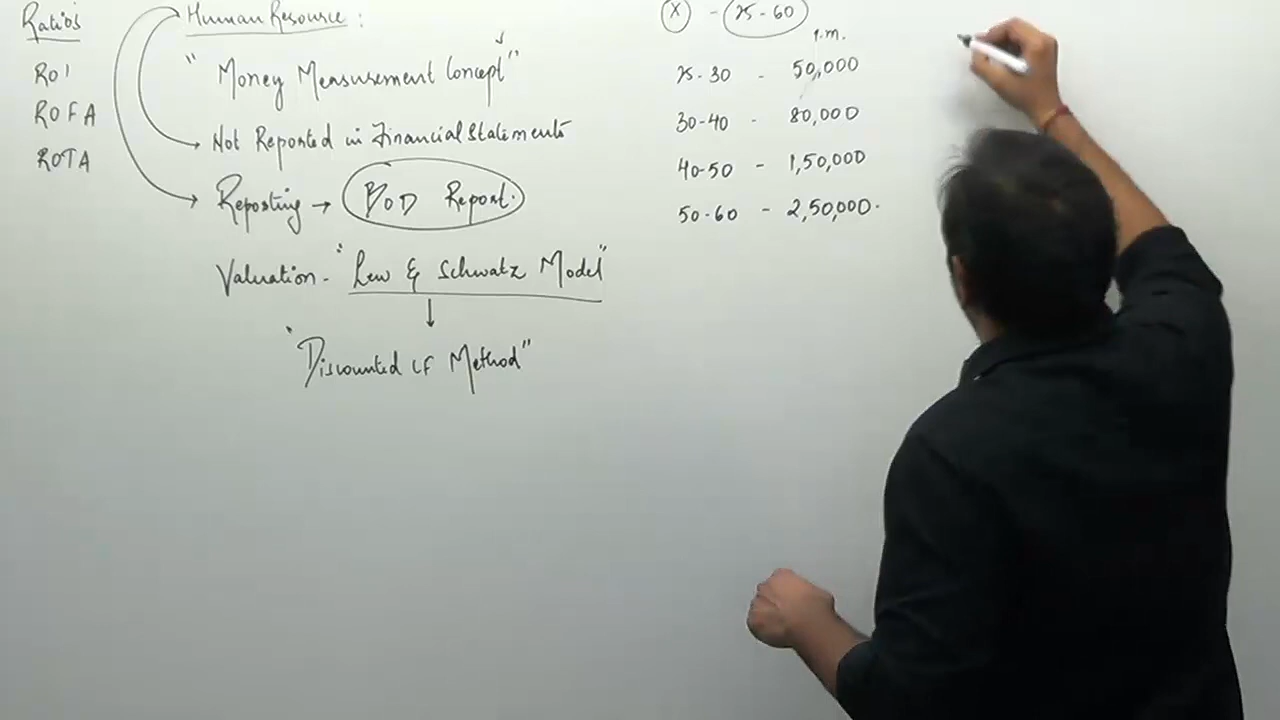 Ratios
ROI
ROFA
ROTA
Human Resource :
"Money Measurement Concept"
Not Reported in Financial Statements
Reporting → BOD Report.
Valuation - "Lew & Schwatz Model"
"Discounted CF Method"
X - 25-60
p.m.
25-30 - 50,000
30-40 - 80,000
40-50 - 1,50,000
50-60 - 2,50,000.